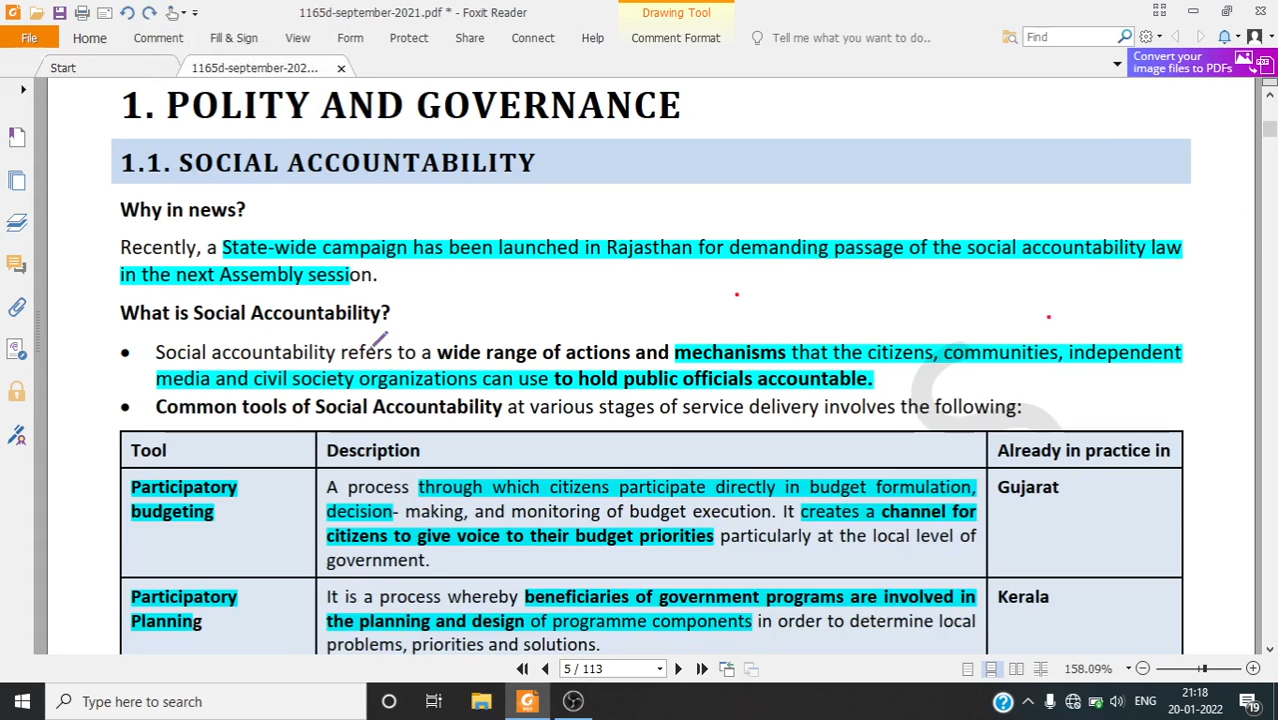 1165d-september-2021.pdf * - Foxit Reader
Drawing Tool
File
Home
Comment
Fill & Sign
View
Form
Protect
Share
Connect
Help
Comment Format
Tell me what you want to do..
Find
Start
1165d-september-202...
Convert your
image files to PDFs
1. POLITY AND GOVERNANCE
1.1. SOCIAL ACCOUNTABILITY
Why in news?
Recently, a State-wide campaign has been launched in Rajasthan for demanding passage of the social accountability law
in the next Assembly session.
What is Social Accountability?
• Social accountability refers to a wide range of actions and mechanisms that the citizens, communities, independent
media and civil society organizations can use to hold public officials accountable.
• Common tools of Social Accountability at various stages of service delivery involves the following:
Tool
Description
Already in practice in
Participatory
budgeting
A process through which citizens participate directly in budget formulation,
decision- making, and monitoring of budget execution. It creates a channel for
citizens to give voice to their budget priorities particularly at the local level of
government.
Gujarat
Participatory
Planning
It is a process whereby beneficiaries of government programs are involved in
the planning and design of programme components in order to determine local
problems, priorities and solutions.
Kerala
5 / 113
158.09%
Type here to search
ENG
21:18
20-01-2022
19